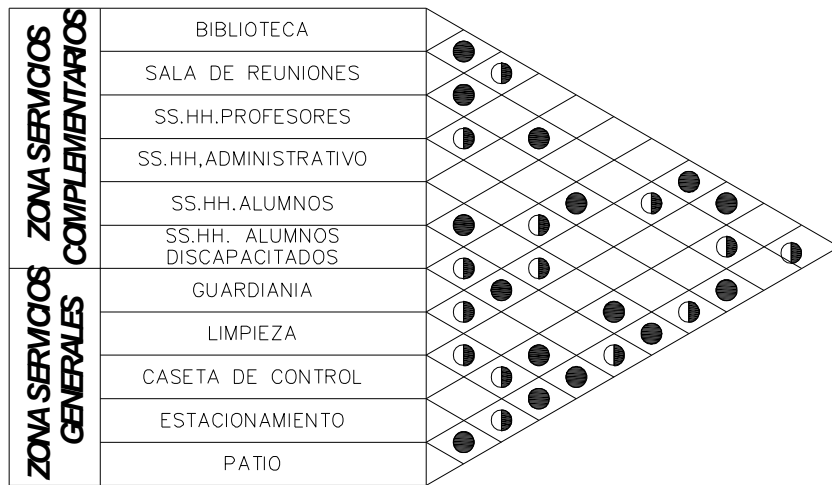 ZONA SERVICIOS
COMPLEMENTARIOS
BIBLIOTECA
SALA DE REUNIONES
SS.HH.PROFESORES
SS.HH,ADMINISTRATIVO
SS.HH.ALUMNOS
SS.HH. ALUMNOS
DISCAPACITADOS
ZONA SERVICIOS
GENERALES
GUARDIANIA
LIMPIEZA
CASETA DE CONTROL
ESTACIONAMIENTO
PATIO